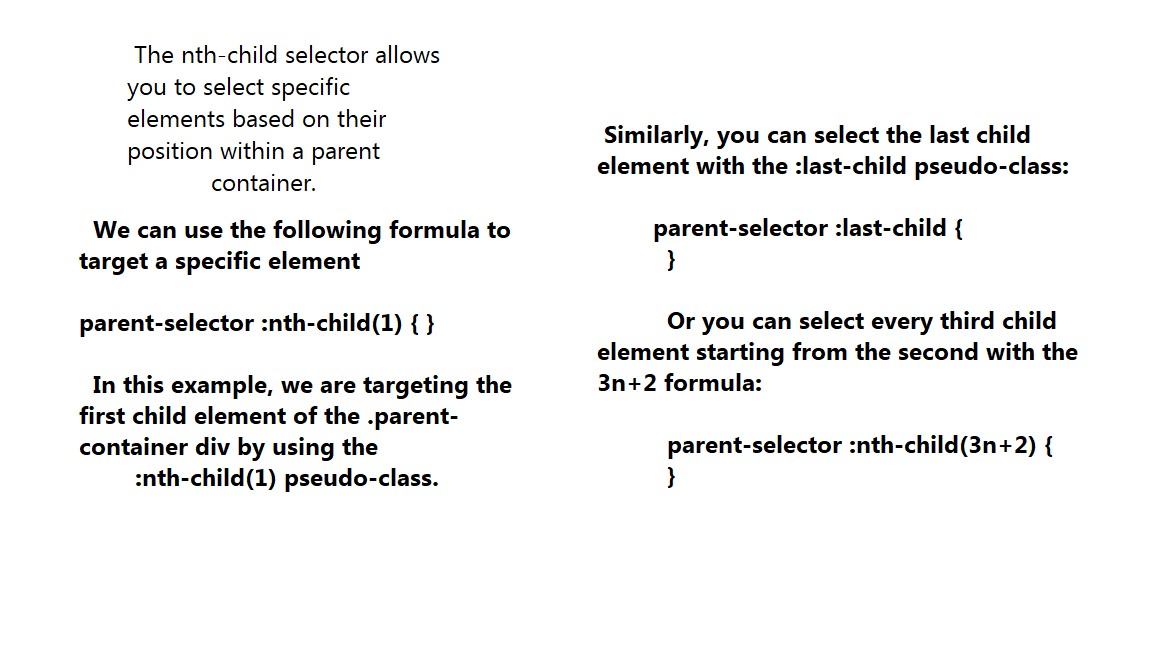 The nth-child selector allows
you to select specific
elements based on their
position within a parent
container.
We can use the following formula to
target a specific element
parent-selector :nth-child(1) { }
In this example, we are targeting the
first child element of the .parent-
container div by using the
:nth-child(1) pseudo-class.
Similarly, you can select the last child
element with the :last-child pseudo-class:
parent-selector :last-child {
}
Or you can select every third child
element starting from the second with the
3n+2 formula:
parent-selector :nth-child(3n+2) {
}